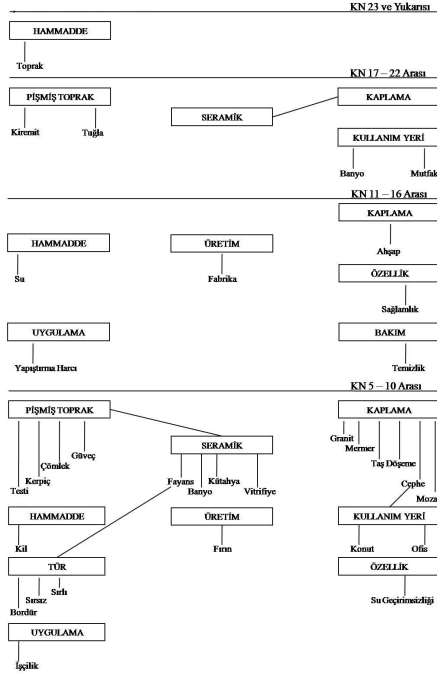 KN 23 ve Yukarısı
HAMMADDE
Toprak
KN 17 – 22 Arası
PİŞMİŞ TOPRAK
KAPLAMA
SERAMİK
Kiremit
Tuğla
KULLANIM YERİ
Banyo
Mutfak
KN 11 – 16 Arası
KAPLAMA
HAMMADDE
ÜRETİM
Ahşap
Su
Fabrika
ÖZELLİK
Sağlamlık
UYGULAMA
BAKIM
Yapıştırma Harcı
Temizlik
KN 5 – 10 Arası
PİŞMİŞ TOPRAK
KAPLAMA
SERAMİK
Granit
Mermer
Güveç
Çömlek
Taş Döşeme
Kerpiç
Testi
Fayans
Kütahya
Banyo
Vitrifiye
Cephe
Moza
HAMMADDE
ÜRETİM
KULLANIM YERİ
Kil
Fırın
Konut
Ofis
TÜR
ÖZELLİK
Sırlı
Sırsız
Bordür
Su Geçirimsizliği
UYGULAMA
İşçilik